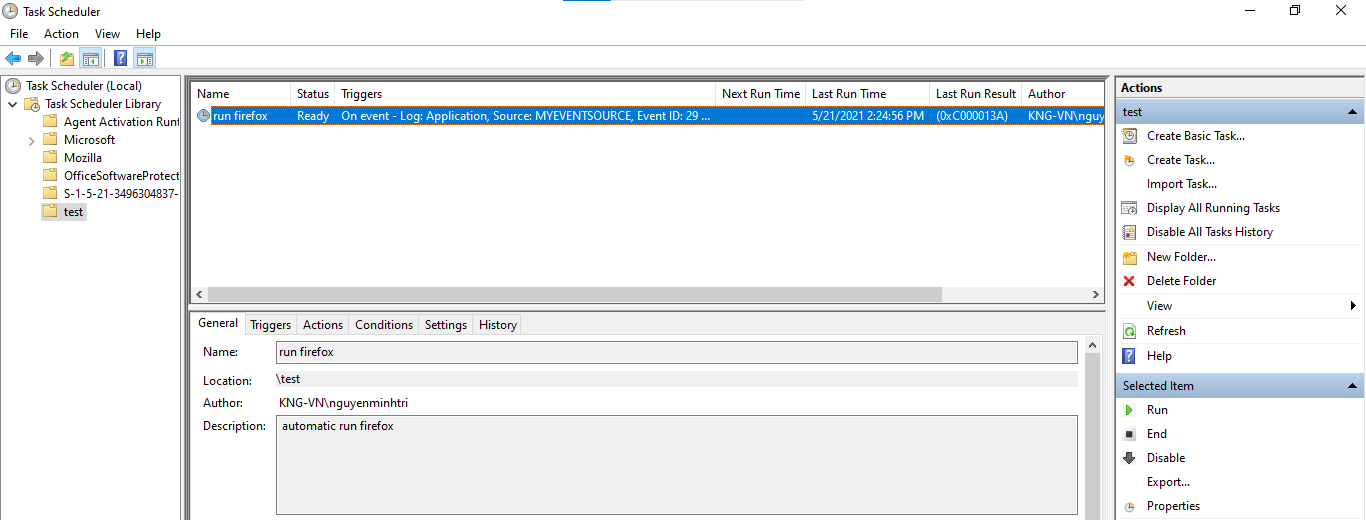 Task Scheduler
File Action View Help
Task Scheduler (Local)
Task Scheduler Library
Agent Activation Runt
Microsoft
Mozilla
OfficeSoftwareProtect
S-1-5-21-3496304837-
test
Name Status Triggers Next Run Time Last Run Time Last Run Result Author
run firefox Ready On event - Log: Application, Source: MYEVENTSOURCE, Event ID: 29 ... 5/21/2021 2:24:56 PM (0xC000013A) KNG-VN\nguy
General Triggers Actions Conditions Settings History
Name: run firefox
Location: \test
Author: KNG-VN\nguyenminhtri
Description: automatic run firefox
Actions
test
Create Basic Task...
Create Task...
Import Task...
Display All Running Tasks
Disable All Tasks History
New Folder...
Delete Folder
View
Refresh
Help
Selected Item
Run
End
Disable
Export...
Properties